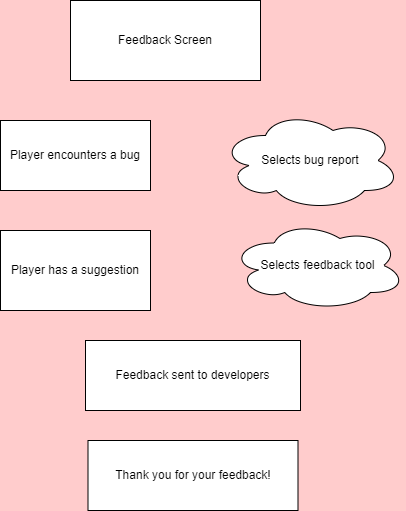 Feedback Screen
Player encounters a bug
Selects bug report
Player has a suggestion
Selects feedback tool
Feedback sent to developers
Thank you for your feedback!